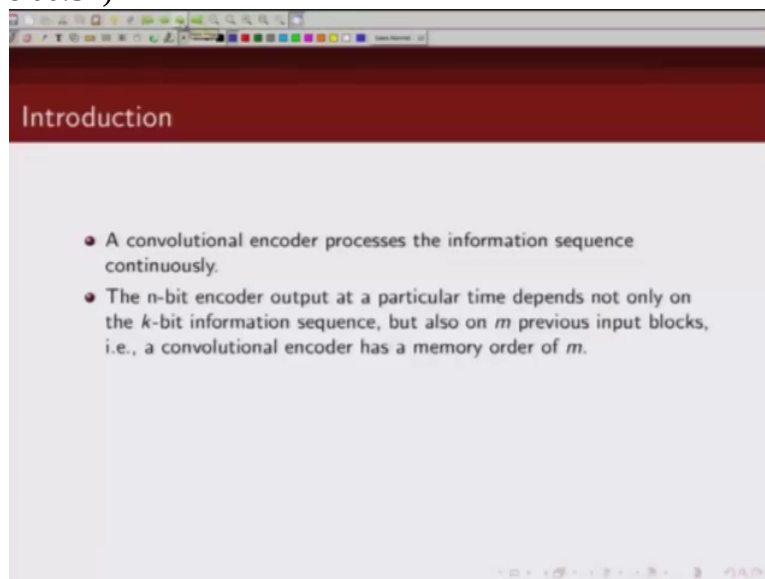 Introduction
A convolutional encoder processes the information sequence
continuously.
The n-bit encoder output at a particular time depends not only on
the k-bit information sequence, but also on m previous input blocks,
i.e., a convolutional encoder has a memory order of m.